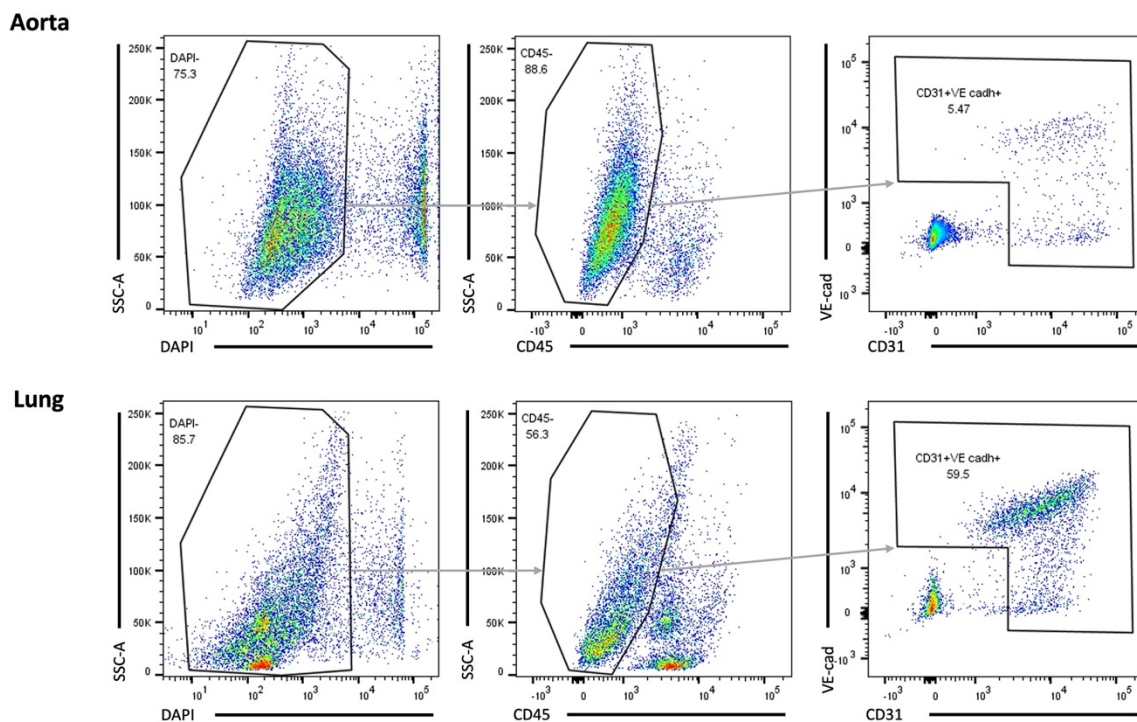 Aorta
SSC-A
250K
200K
150K
100K
50K
0
DAPI-
75.3
10^1
10^2
10^3
10^4
10^5
DAPI
SSC-A
250K
200K
150K
100K
50K
0
CD45-
88.6
-10^3
0
10^3
10^4
10^5
CD45
VE-cad
10^5
10^4
10^3
0
10^3
CD31+VE cadh+
5.47
-10^3
0
10^3
10^4
10^5
CD31
Lung
SSC-A
250K
200K
150K
100K
50K
0
DAPI-
85.7
10^1
10^2
10^3
10^4
10^5
DAPI
SSC-A
250K
200K
150K
100K
50K
0
CD45-
56.3
-10^3
0
10^3
10^4
10^5
CD45
VE-cad
10^5
10^4
10^3
0
-10^3
CD31+VE cadh+
59.5
-10^3
0
10^3
10^4
10^5
CD31